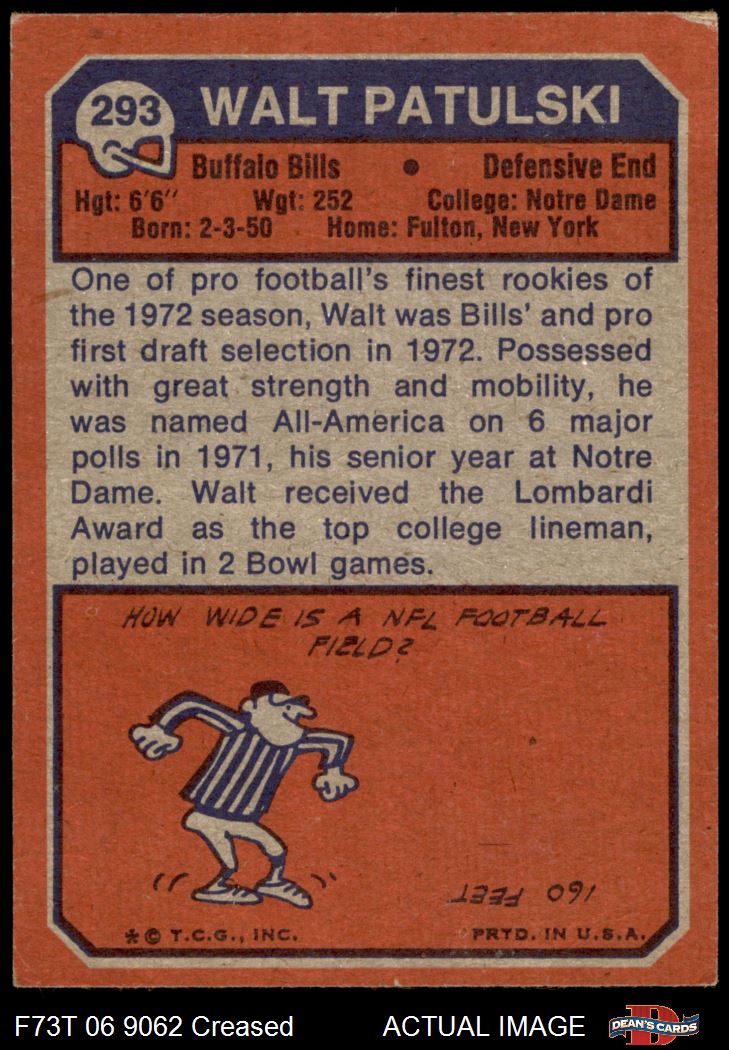 293 WALT PATULSKI
Buffalo Bills • Defensive End
Hgt: 6'6" Wgt: 252 College: Notre Dame
Born: 2-3-50 Home: Fulton, New York
One of pro football's finest rookies of
the 1972 season, Walt was Bills' and pro
first draft selection in 1972. Possessed
with great strength and mobility, he
was named All-America on 6 major
polls in 1971, his senior year at Notre
Dame. Walt received the Lombardi
Award as the top college lineman,
played in 2 Bowl games.
HOW WIDE IS A NFL FOOTBALL
FIELD?
160 FEET
* © T.C.G., INC. PRTD. IN U.S.A.
F73T 06 9062 Creased ACTUAL IMAGE DEAN'S CARDS